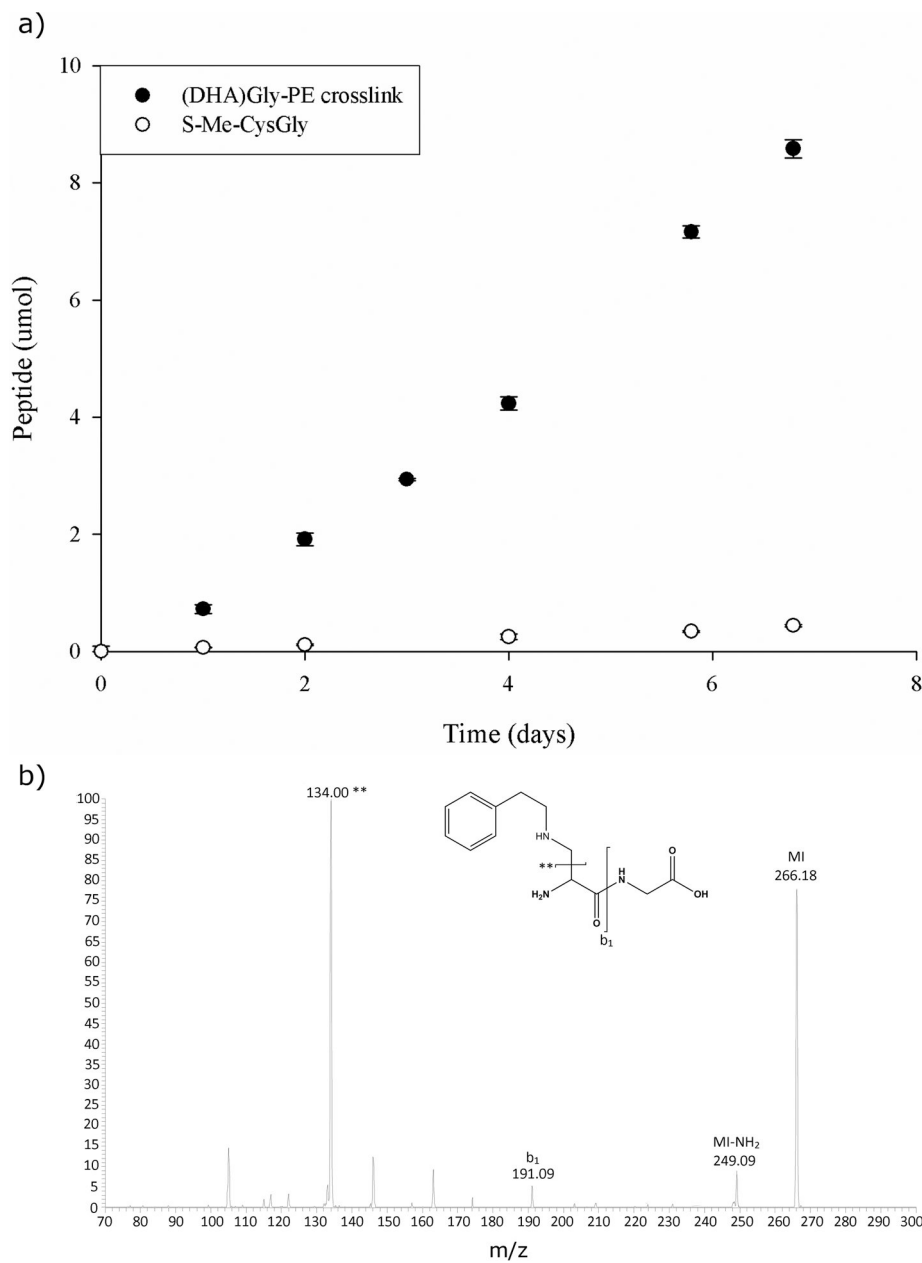 a)
10
(DHA)Gly-PE crosslink
S-Me-CysGly
8
6
Peptide (umol)
4
2
0
0 2 4 6 8
Time (days)
b)
100
95
90
85
80
75
70
65
60
55
50
45
40
35
30
25
20
15
10
5
0
134.00 **
HN
**
H₂N
O
H
N
O
OH
b₁
MI
266.18
b₁
191.09
MI-NH₂
249.09
70 80 90 100 110 120 130 140 150 160 170 180 190 200 210 220 230 240 250 260 270 280 290 300
m/z